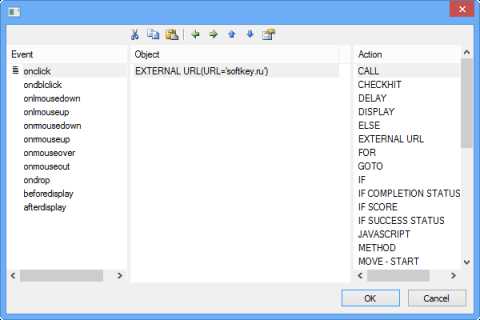 Event
Object
Action
onclick
ondblclick
onlmousedown
onlmouseup
onmousedown
onmouseup
onmouseover
onmouseout
ondrop
beforedisplay
afterdisplay
EXTERNAL URL(URL='softkey.ru')
CALL
CHECKHIT
DELAY
DISPLAY
ELSE
EXTERNAL URL
FOR
GOTO
IF
IF COMPLETION STATUS
IF SCORE
IF SUCCESS STATUS
JAVASCRIPT
METHOD
MOVE - START
OK
Cancel